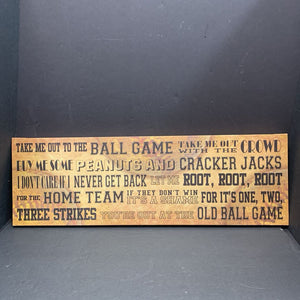 TAKE ME OUT TO THE BALL GAME TAKE ME OUT WITH THE CROWD
BUY ME SOME PEANUTS AND CRACKER JACKS
I DON'T CARE IF I NEVER GET BACK LET ME ROOT, ROOT, ROOT
FOR THE HOME TEAM IF THEY DON'T WIN IT'S A SHAME FOR IT'S ONE, TWO,
THREE STRIKES YOU'RE OUT AT THE OLD BALL GAME